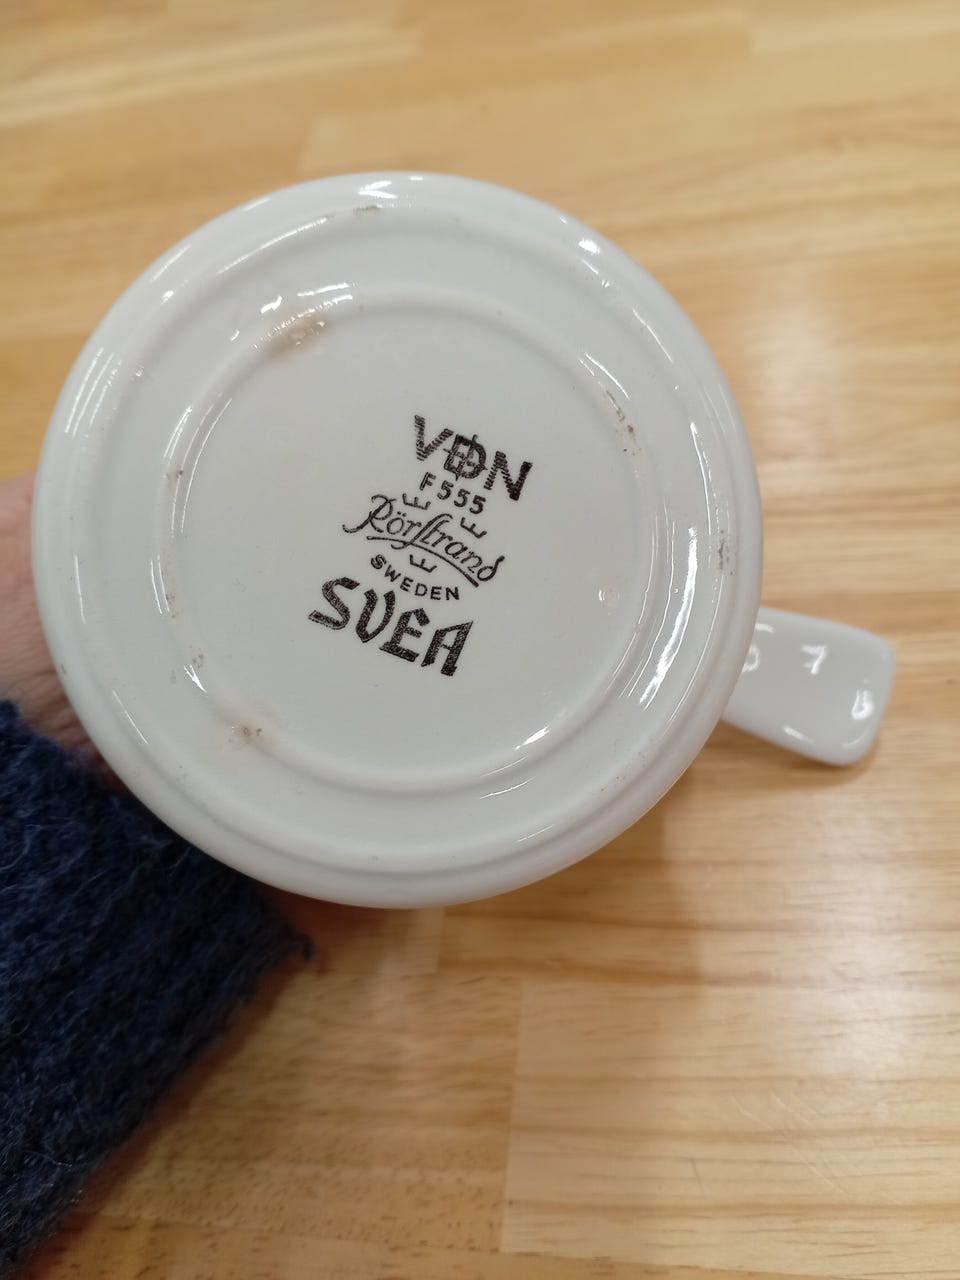 VDN
F555
Rörstrand
SWEDEN
SVEA